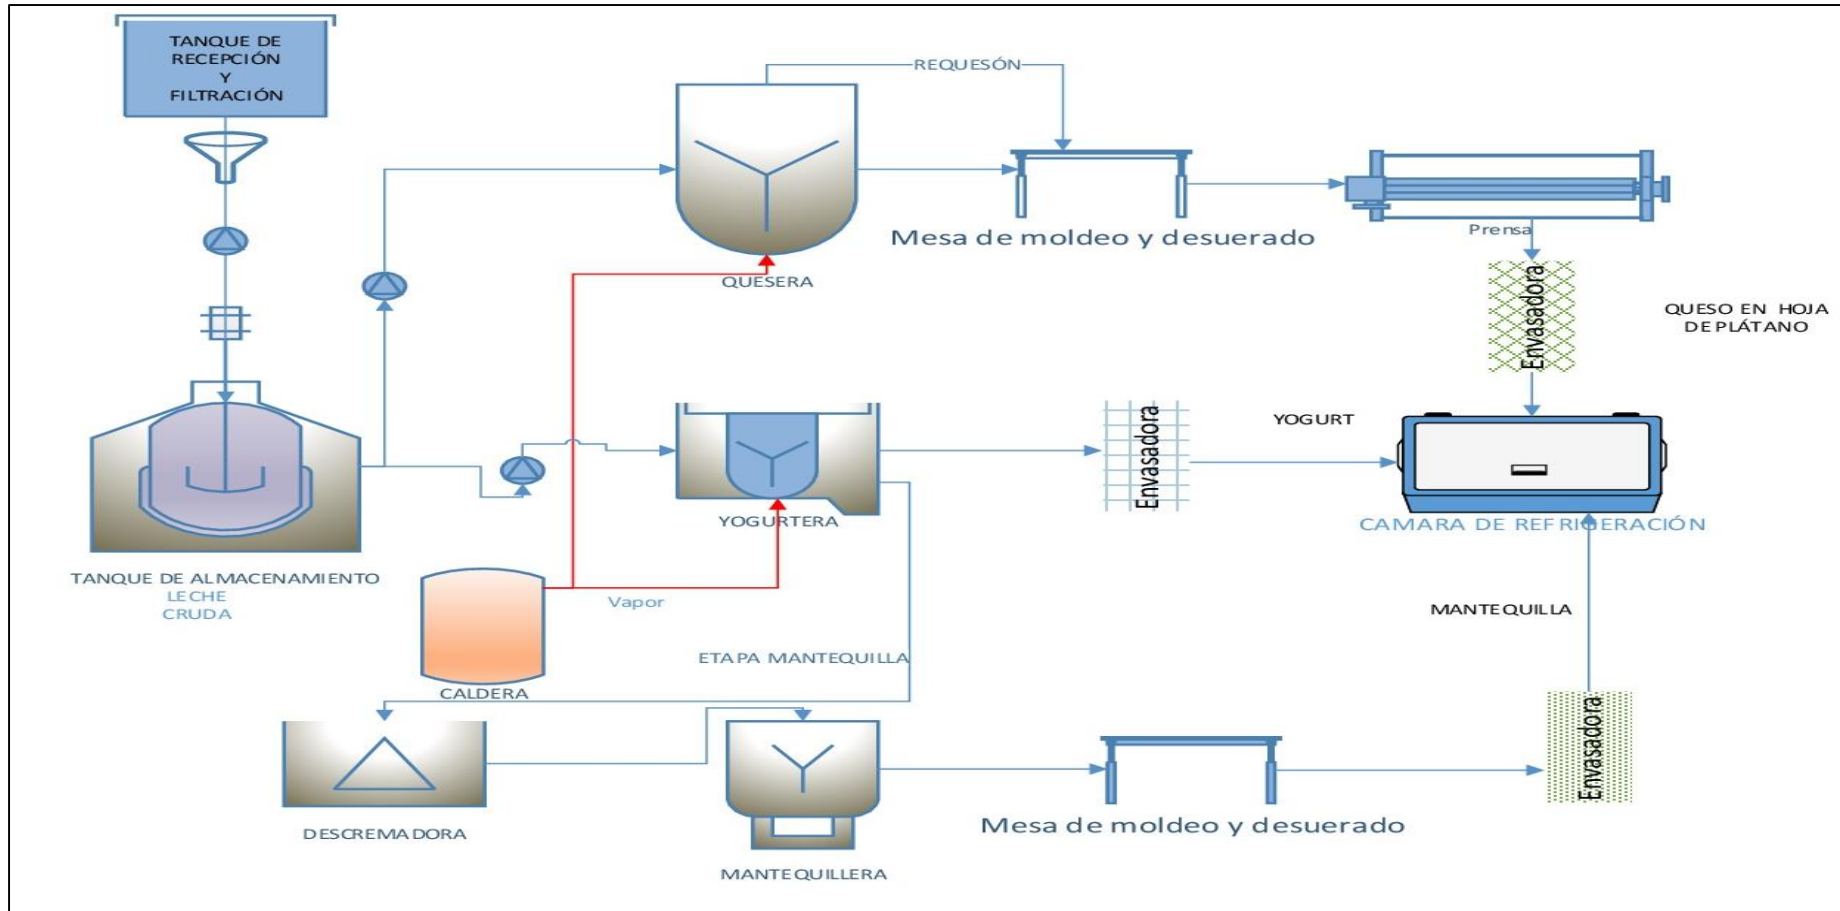 TANQUE DE
RECEPCIÓN
Y
FILTRACIÓN
REQUESÓN
Mesa de moldeo y desuerado
Prensa
QUESERA
Envasadora
QUESO EN HOJA
DE PLÁTANO
Envasadora
YOGURT
YOGURTERA
CAMARA DE REFRIGERACIÓN
TANQUE DE ALMACENAMIENTO
LECHE
CRUDA
Vapor
MANTEQUILLA
ETAPA MANTEQUILLA
CALDERA
Envasadora
DESCREMADORA
Mesa de moldeo y desuerado
MANTEQUILLERA